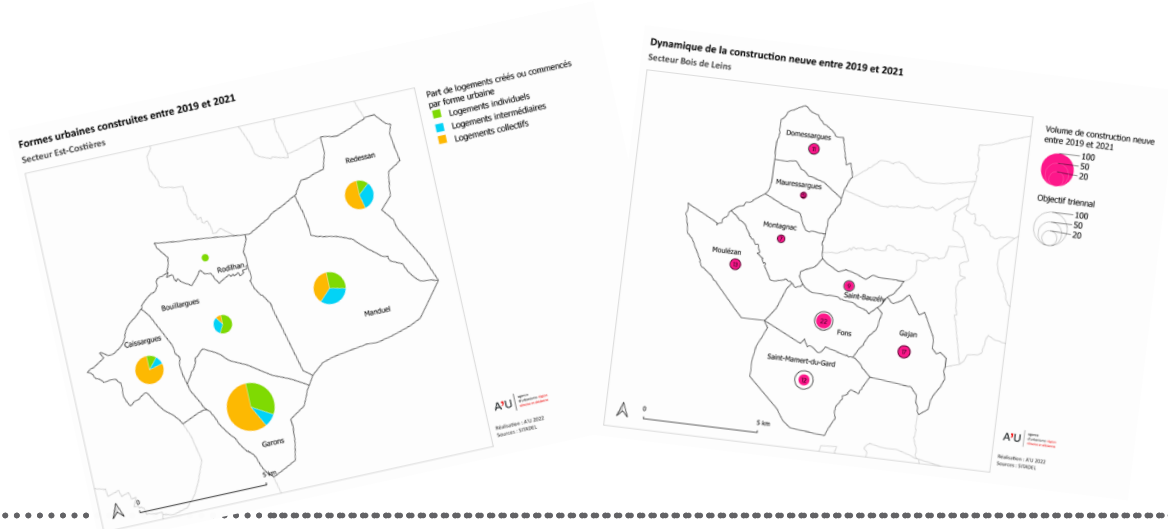 Formes urbaines construites entre 2019 et 2021
Secteur Est-Costières
Part de logements créés ou commencés
par forme urbaine
Logements individuels
Logements intermédiaires
Logements collectifs
Redessan
Rodilhan
Bouillargues
Manduel
Caissargues
Garons
0
5 km
A'U
Réalisation : A'U 2022
Sources : SITADEL
Dynamique de la construction neuve entre 2019 et 2021
Secteur Bois de Leins
Volume de construction neuve
entre 2019 et 2021
100
50
20
Objectif triennal
100
50
20
Domessargues
Mauressargues
Montagnac
7
Moulézan
Saint-Bauzély
Fons
Gajan
Saint-Mamert-du-Gard
0
5 km
A'U
Réalisation : A'U 2022
Sources : SITADEL